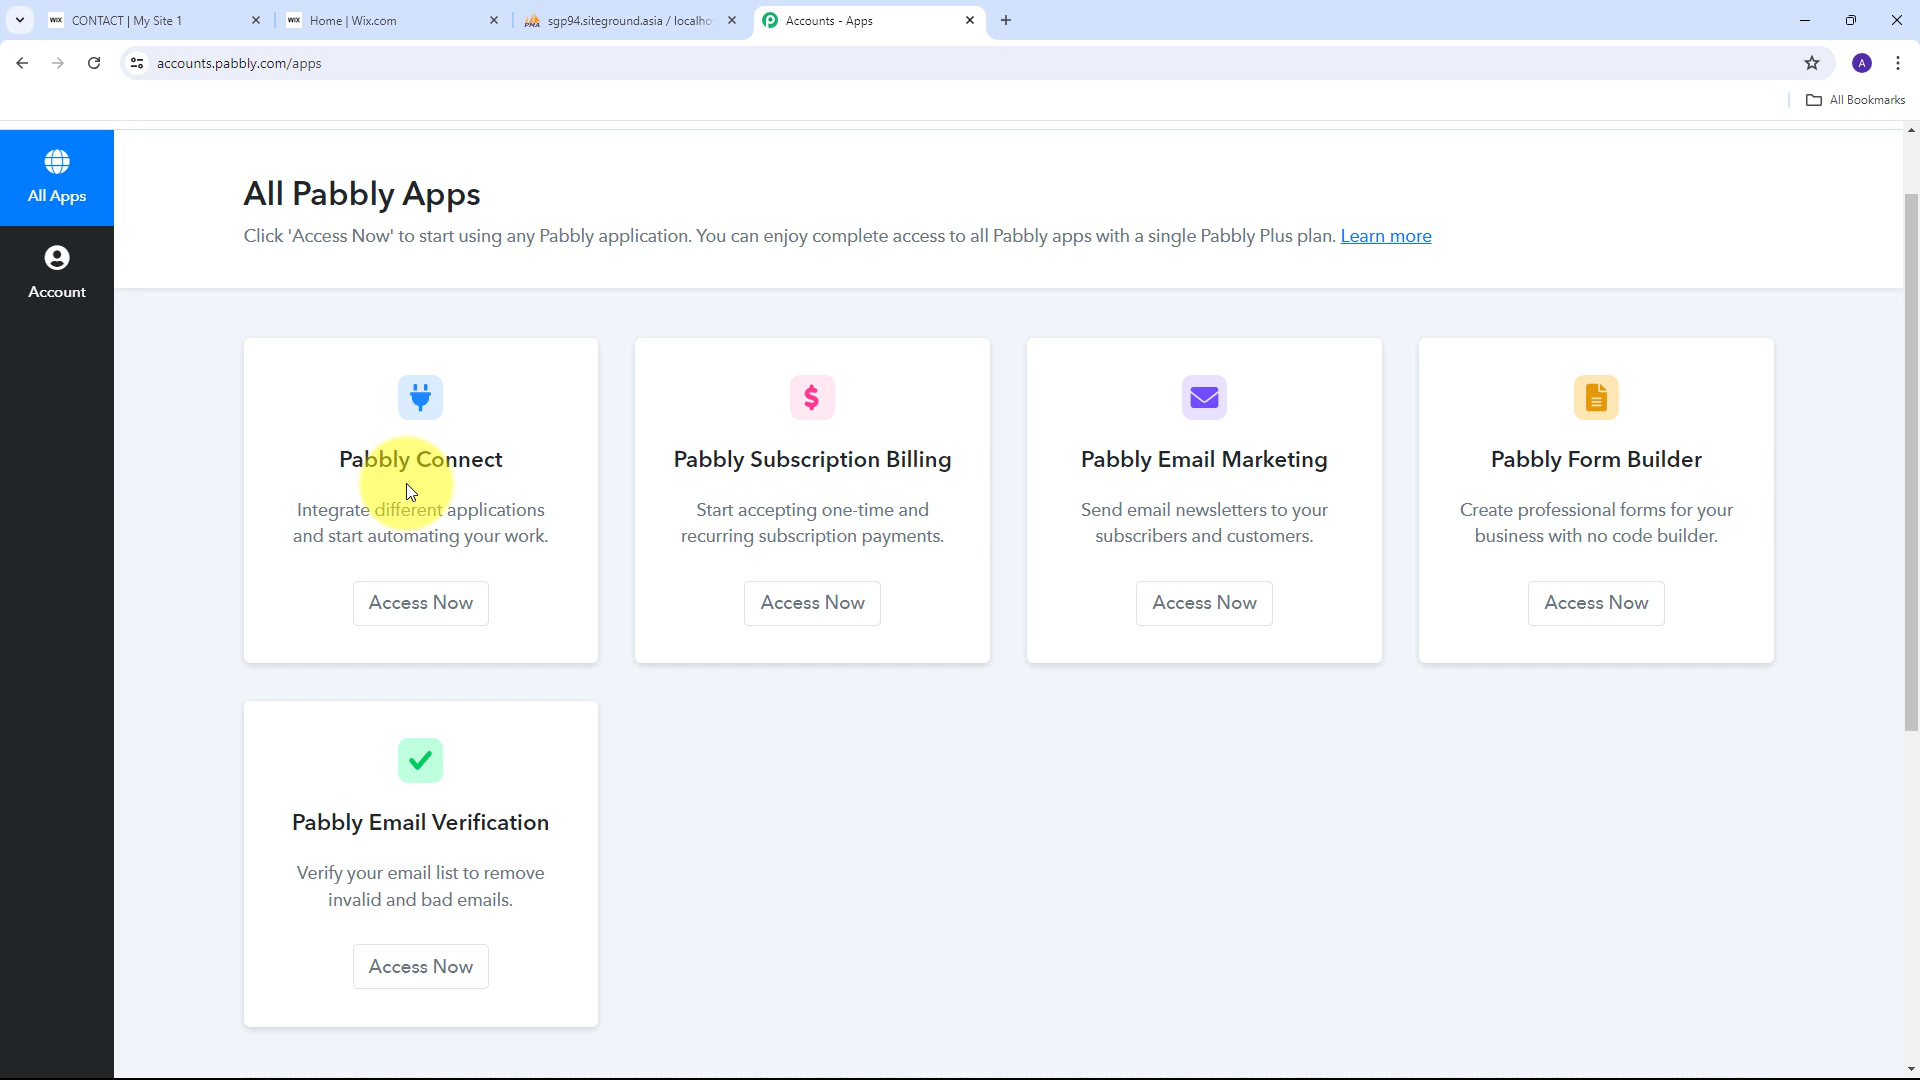 WIX CONTACT | My Site 1
WIX Home | Wix.com
PMA sgp94.siteground.asia / localho
Accounts - Apps
accounts.pabbly.com/apps
A
All Bookmarks
All Apps
Account
All Pabbly Apps
Click 'Access Now' to start using any Pabbly application. You can enjoy complete access to all Pabbly apps with a single Pabbly Plus plan. Learn more
Pabbly Connect
Integrate different applications
and start automating your work.
Access Now
$
Pabbly Subscription Billing
Start accepting one-time and
recurring subscription payments.
Access Now
Pabbly Email Marketing
Send email newsletters to your
subscribers and customers.
Access Now
Pabbly Form Builder
Create professional forms for your
business with no code builder.
Access Now
Pabbly Email Verification
Verify your email list to remove
invalid and bad emails.
Access Now